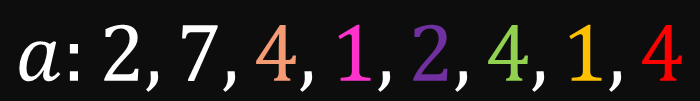 a: 2, 7, 4, 1, 2, 4, 1, 4